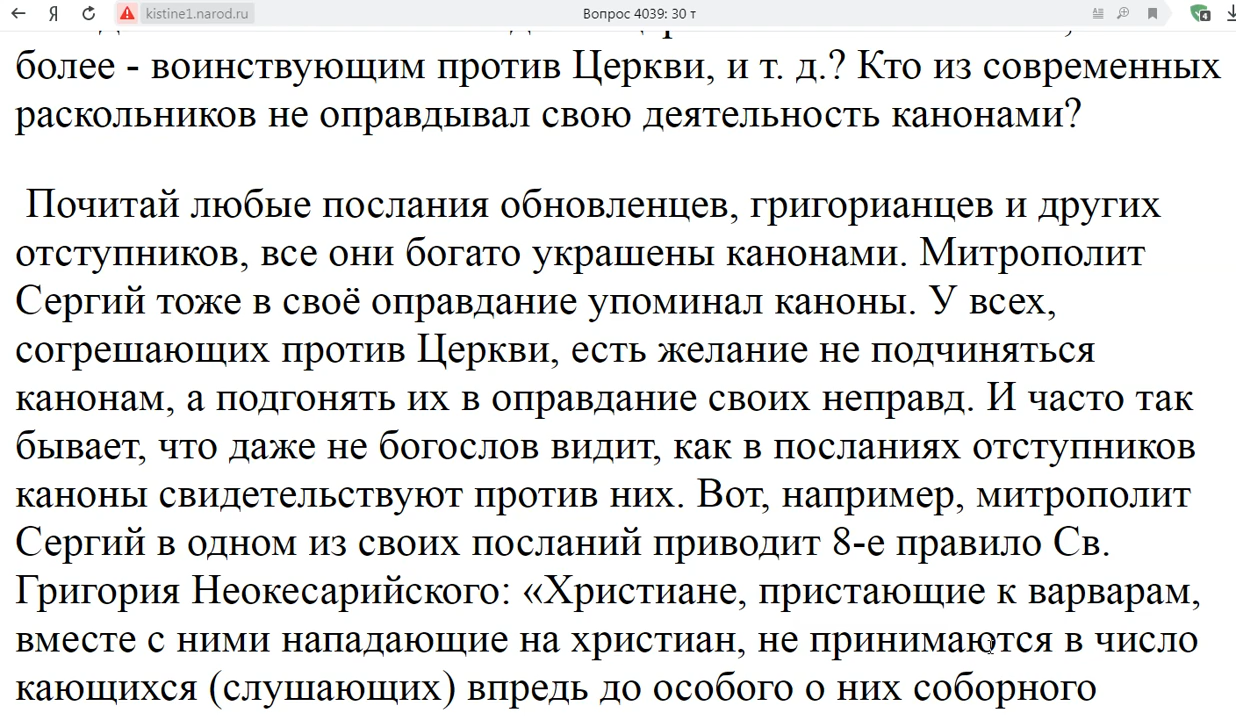 kistine1.narod.ru
Вопрос 4039: 30 т
4
более - воинствующим против Церкви, и т. д.? Кто из современных
раскольников не оправдывал свою деятельность канонами?
Почитай любые послания обновленцев, григорианцев и других
отступников, все они богато украшены канонами. Митрополит
Сергий тоже в своё оправдание упоминал каноны. У всех,
согрешающих против Церкви, есть желание не подчиняться
канонам, а подгонять их в оправдание своих неправд. И часто так
бывает, что даже не богослов видит, как в посланиях отступников
каноны свидетельствуют против них. Вот, например, митрополит
Сергий в одном из своих посланий приводит 8-е правило Св.
Григория Неокесарийского: «Христиане, пристающие к варварам,
вместе с ними нападающие на христиан, не принимаются в число
кающихся (слушающих) впредь до особого о них соборного